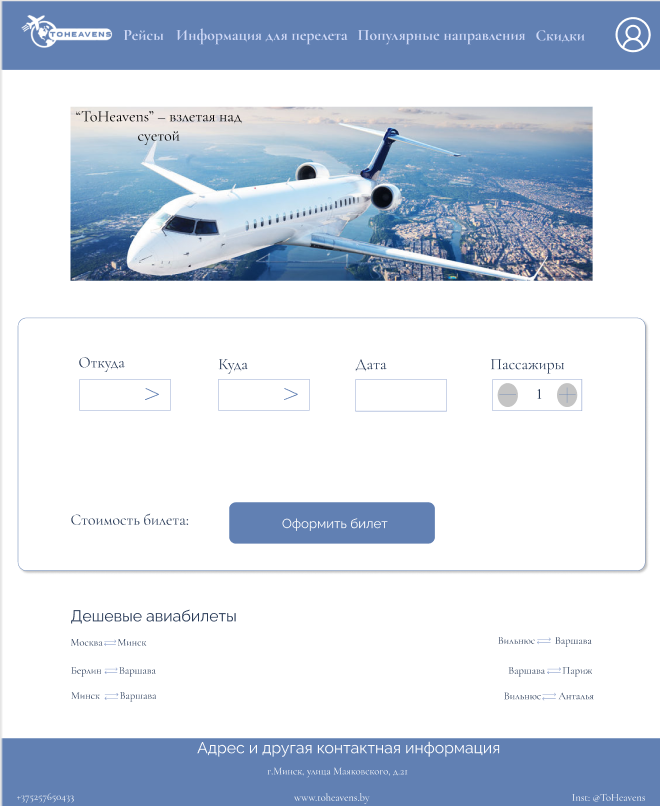 TOHEAVENS Рейсы Информация для перелета Популярные направления Скидки
“ToHeavens” – взлетая над
суетой
Откуда Куда Дата Пассажиры
> > 1
Стоимость билета: Оформить билет
Дешевые авиабилеты
Москва Минск Вильнюс Варшава
Берлин Варшава Варшава Париж
Минск Варшава Вильнюс Анталья
Адрес и другая контактная информация
г.Минск, улица Маяковского, д.21
+375257650433 www.toheavens.by Inst: @ToHeavens